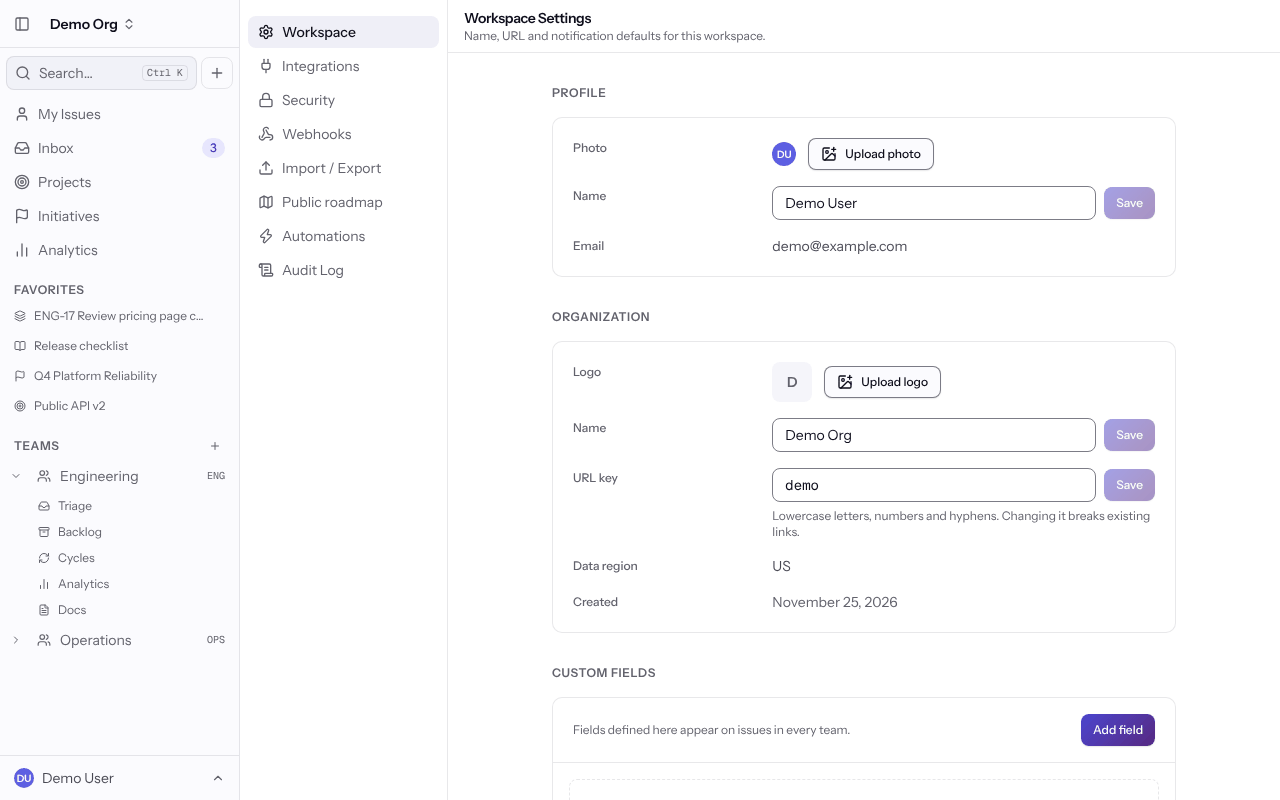 Demo Org
Search...
Ctrl K
My Issues
Inbox
3
Projects
Initiatives
Analytics
FAVORITES
ENG-17 Review pricing page c...
Release checklist
Q4 Platform Reliability
Public API v2
TEAMS
Engineering
ENG
Triage
Backlog
Cycles
Analytics
Docs
Operations
OPS
DU
Demo User
Workspace
Integrations
Security
Webhooks
Import / Export
Public roadmap
Automations
Audit Log
Workspace Settings
Name, URL and notification defaults for this workspace.
PROFILE
Photo
DU
Upload photo
Name
Demo User
Save
Email
demo@example.com
ORGANIZATION
Logo
D
Upload logo
Name
Demo Org
Save
URL key
demo
Save
Lowercase letters, numbers and hyphens. Changing it breaks existing
links.
Data region
US
Created
November 25, 2026
CUSTOM FIELDS
Fields defined here appear on issues in every team.
Add field